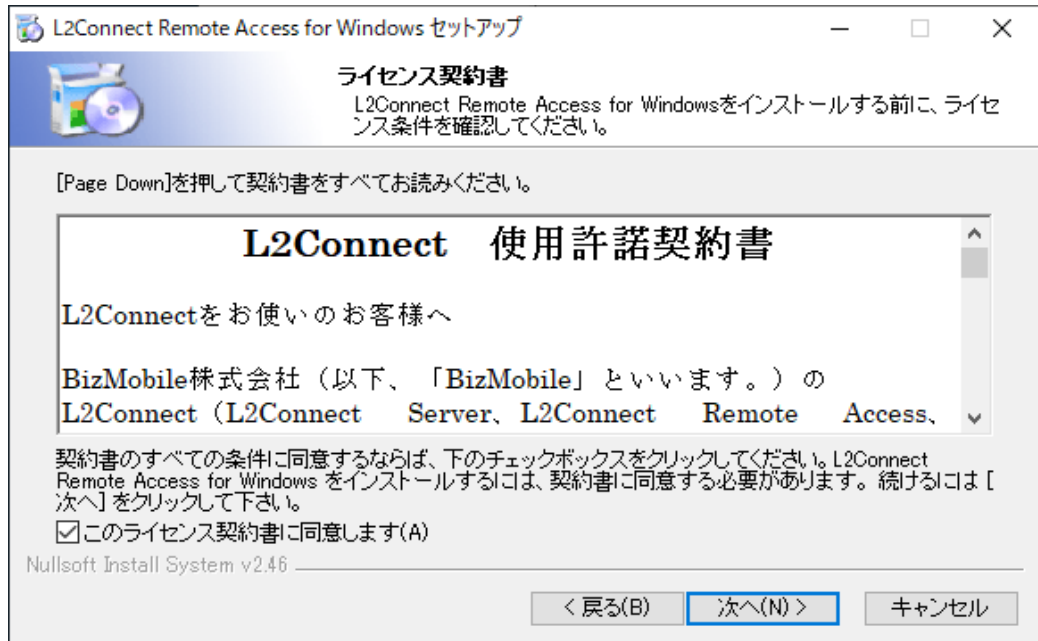 L2Connect Remote Access for Windows セットアップ
ライセンス契約書
L2Connect Remote Access for Windowsをインストールする前に、ライセ
ンス条件を確認してください。
[Page Down]を押して契約書をすべてお読みください。
L2Connect　使用許諾契約書
L2Connectをお使いのお客様へ
BizMobile株式会社（以下、「BizMobile」といいます。）の
L2Connect（L2Connect Server、L2Connect Remote Access、
契約書のすべての条件に同意するならば、下のチェックボックスをクリックしてください。L2Connect
Remote Access for Windows をインストールするには、契約書に同意する必要があります。続けるには [
次へ] をクリックして下さい。
このライセンス契約書に同意します(A)
Nullsoft Install System v2.46
< 戻る(B) 次へ(N) > キャンセル